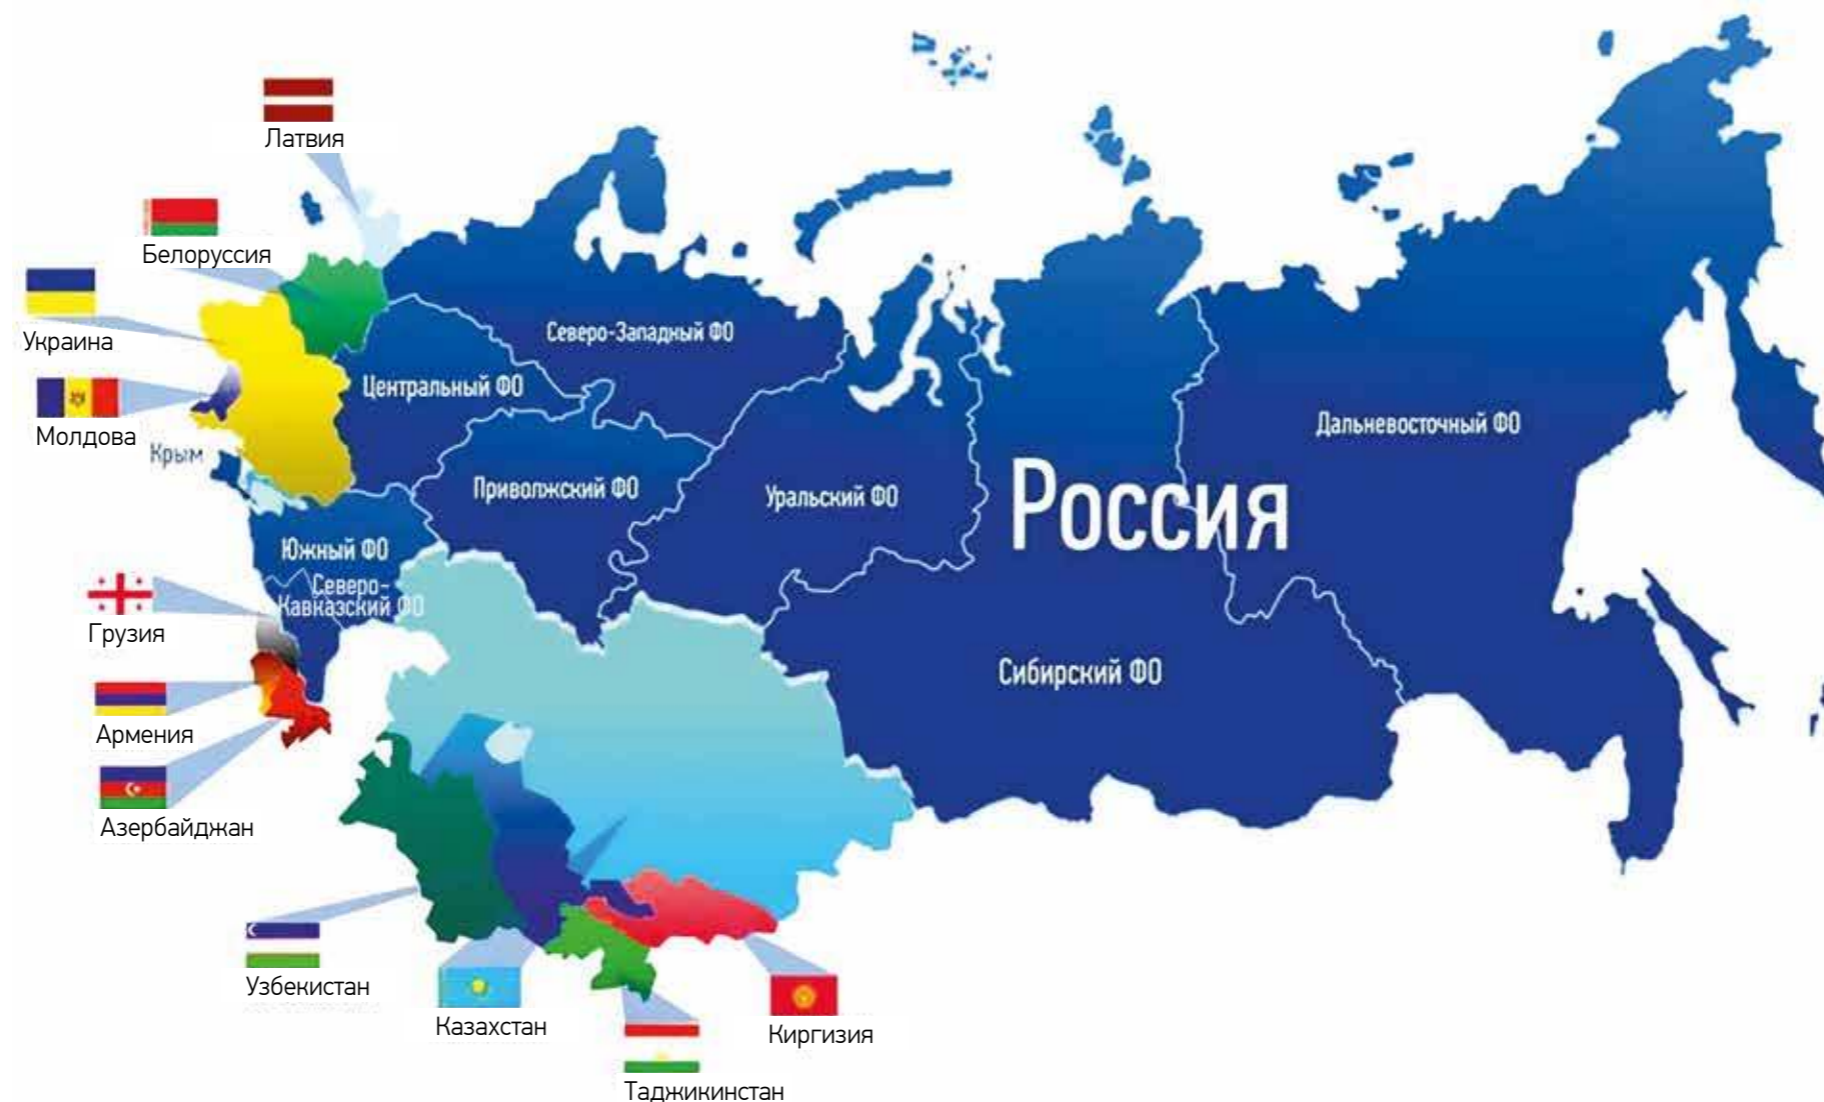 Латвия
Белоруссия
Украина
Молдова
Крым
Северо-Западный ФО
Центральный ФО
Приволжский ФО
Уральский ФО
Россия
Дальневосточный ФО
Южный ФО
Северо-
Кавказский ФО
Сибирский ФО
Грузия
Армения
Азербайджан
Узбекистан
Казахстан
Киргизия
Таджикинстан